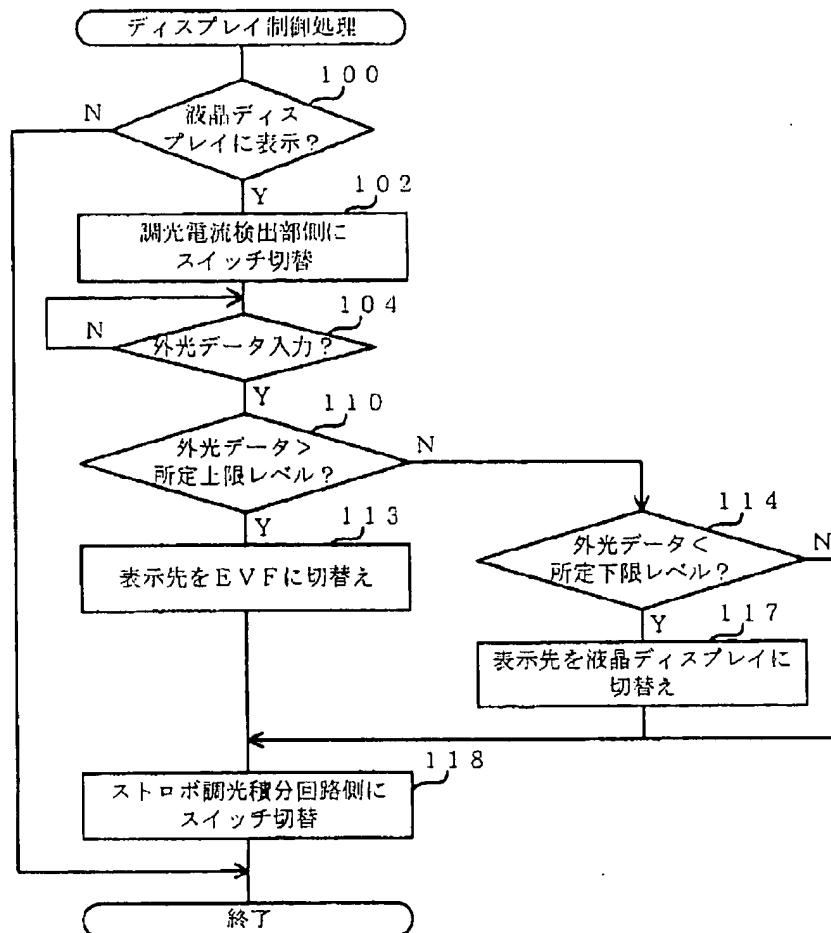 ディスプレイ制御処理
100
液晶ディス
プレイに表示?
N
Y
102
調光電流検出部側に
スイッチ切替
104
外光データ入力?
N
Y
110
外光データ>
所定上限レベル?
N
Y
113
表示先をEVFに切替え
114
外光データ<
所定下限レベル?
N
Y
117
表示先を液晶ディスプレイに
切替え
118
ストロボ調光積分回路側に
スイッチ切替
終了